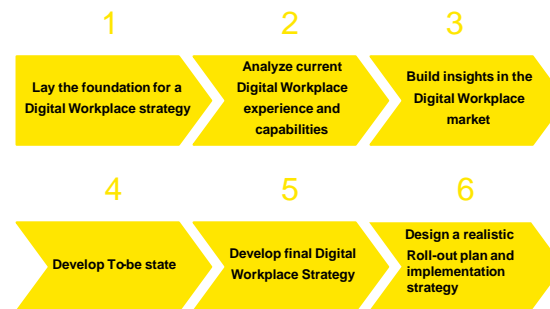 1
Lay the foundation for a
Digital Workplace strategy
2
Analyze current
Digital Workplace
experience and
capabilities
3
Build insights in the
Digital Workplace
market
4
Develop To-be state
5
Develop final Digital
Workplace Strategy
6
Design a realistic
Roll-out plan and
implementation
strategy